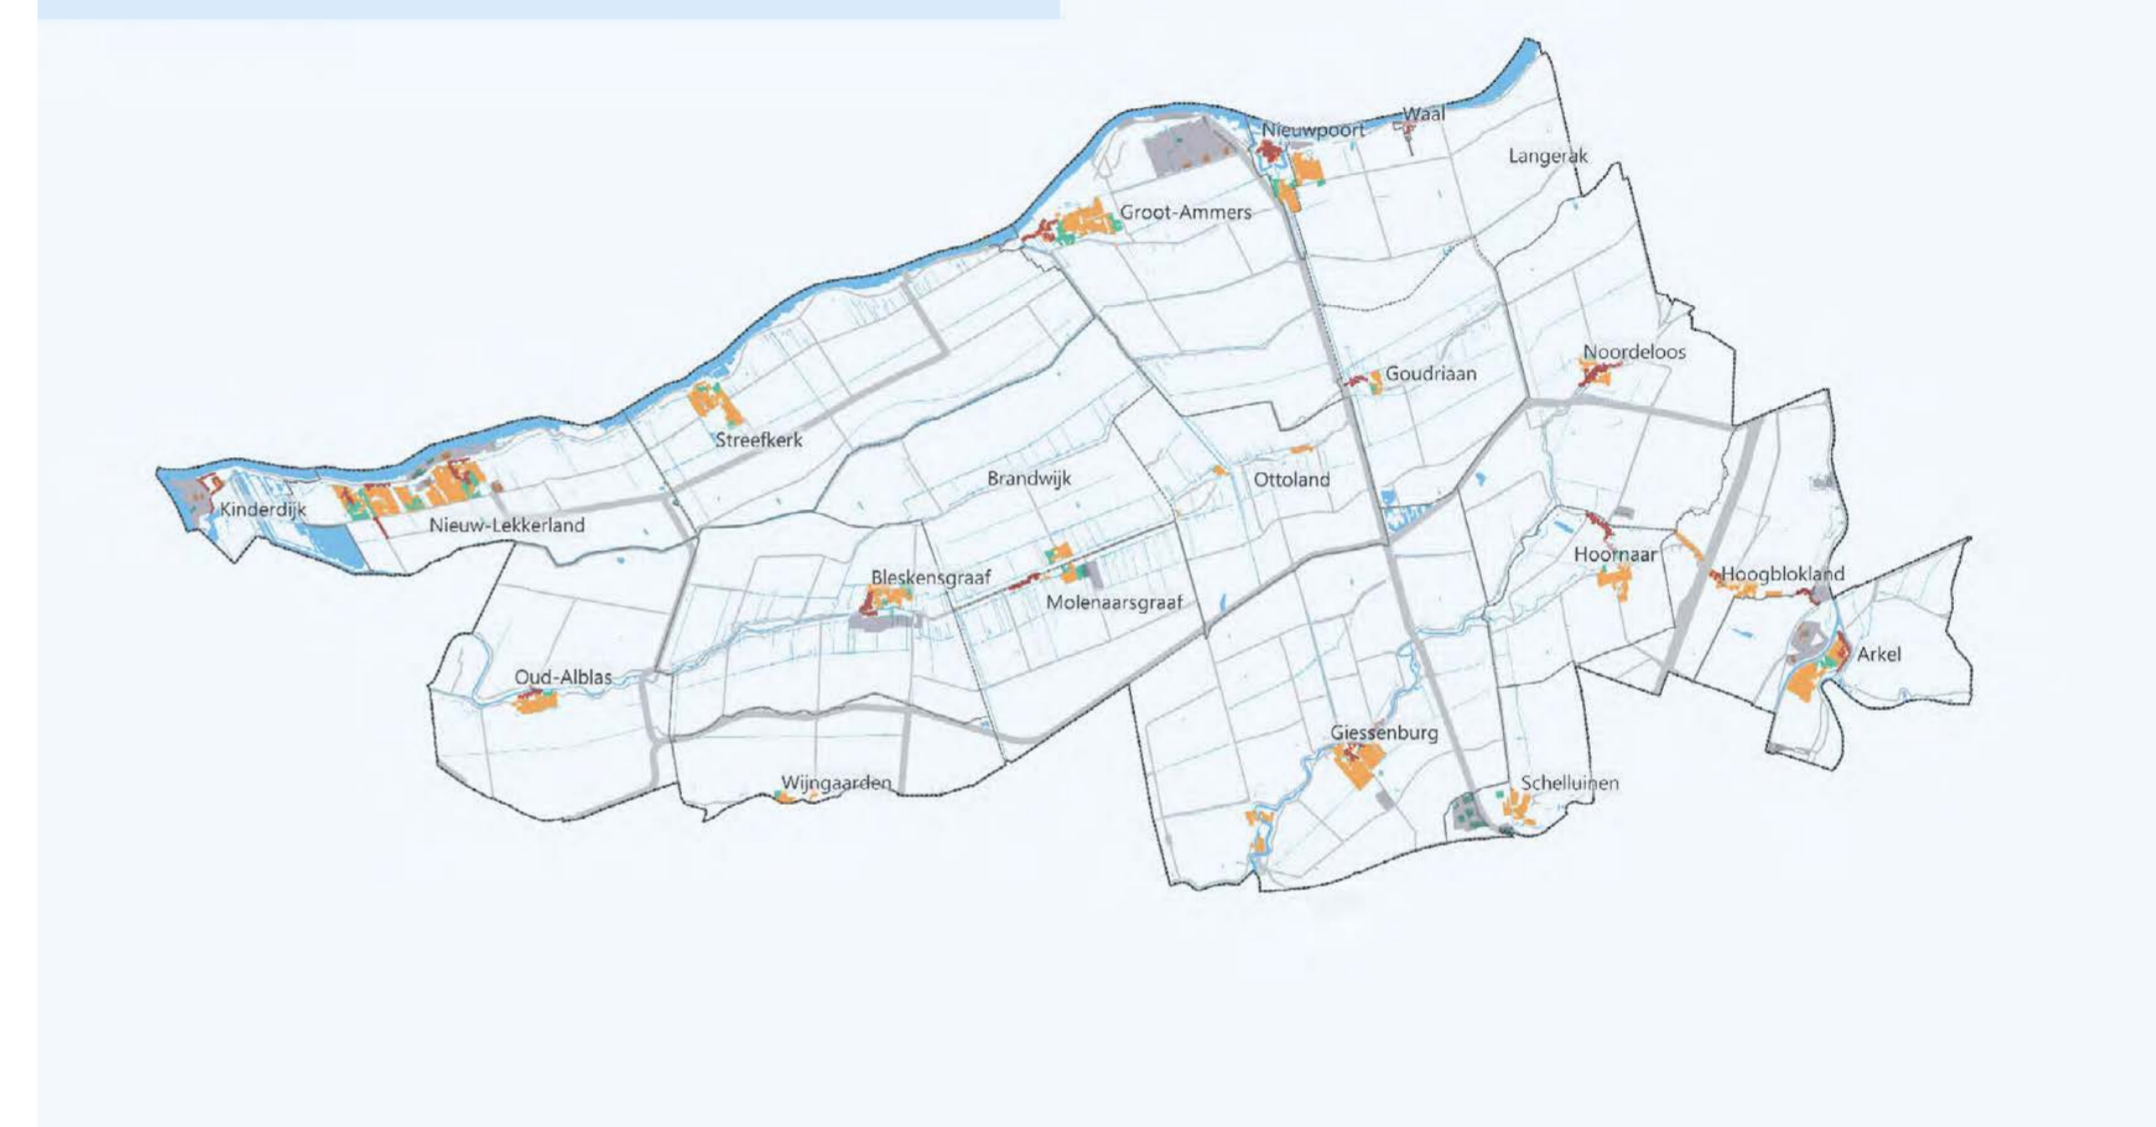 Waal
Nieuwpoort
Langerak
Groot-Ammers
Noordeloos
Goudriaan
Streefkerk
Brandwijk
Ottoland
Kinderdijk
Nieuw-Lekkerland
Hoornaar
Hoogblokland
Bleskensgraaf
Molenaarsgraaf
Arkel
Oud-Alblas
Giessenburg
Wijngaarden
Schelluinen